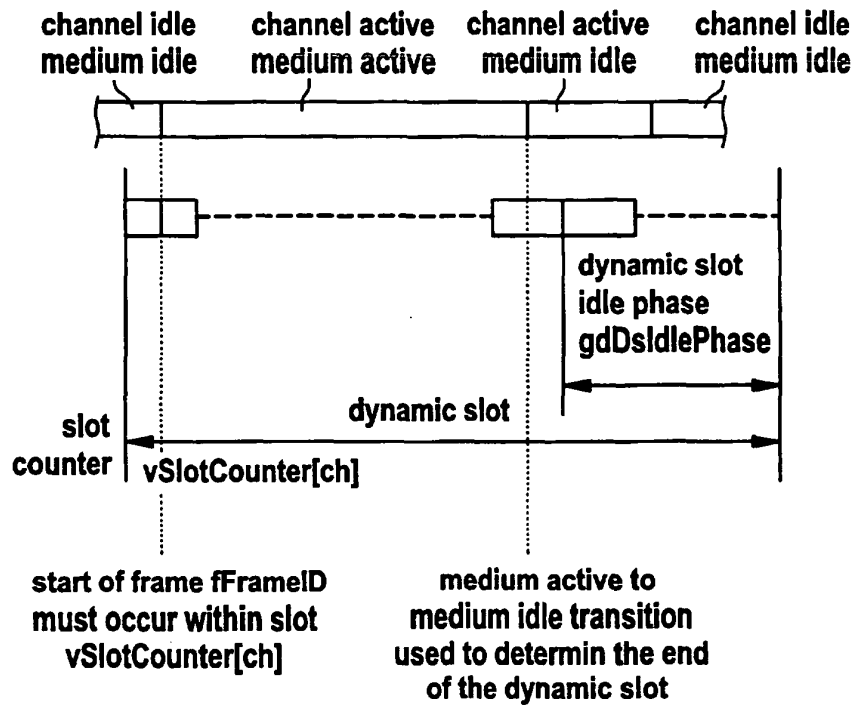 channel idle
medium idle
channel active
medium active
channel active
medium idle
channel idle
medium idle
dynamic slot
idle phase
gdDsIdlePhase
dynamic slot
slot
counter
vSlotCounter[ch]
start of frame fFrameID
must occur within slot
vSlotCounter[ch]
medium active to
medium idle transition
used to determin the end
of the dynamic slot